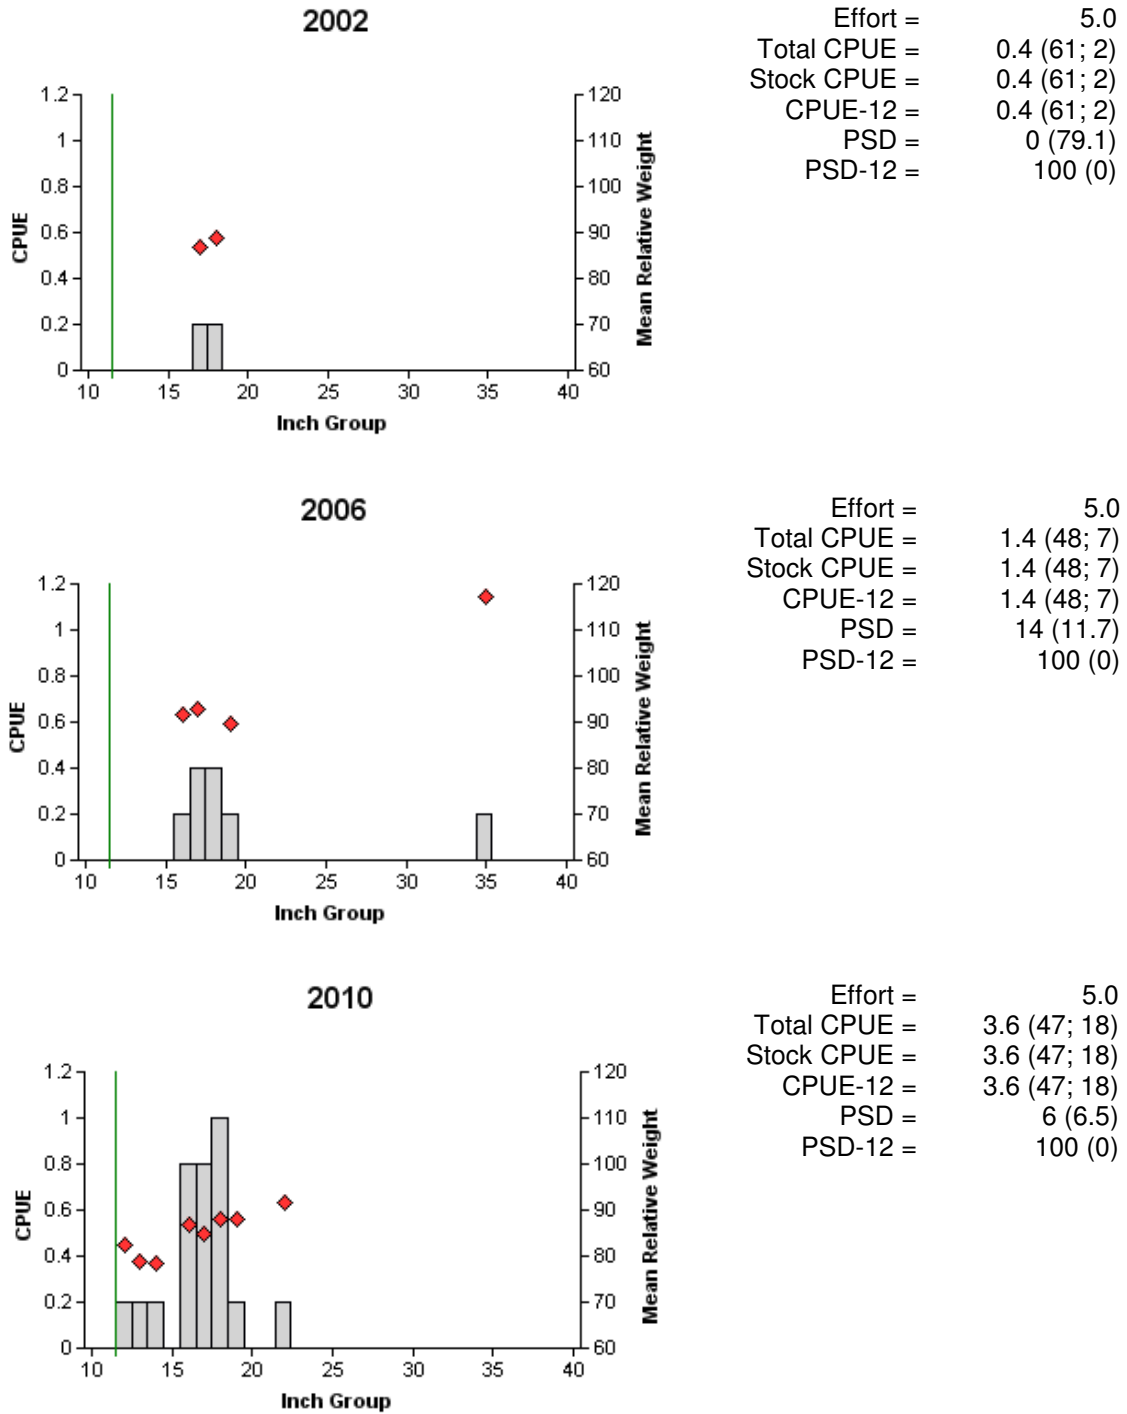 2002
Effort = 5.0
Total CPUE = 0.4 (61; 2)
Stock CPUE = 0.4 (61; 2)
CPUE-12 = 0.4 (61; 2)
PSD = 0 (79.1)
PSD-12 = 100 (0)
1.2
1
0.8
0.6
0.4
0.2
0
CPUE
120
110
100
90
80
70
60
Mean Relative Weight
10 15 20 25 30 35 40
Inch Group
2006
Effort = 5.0
Total CPUE = 1.4 (48; 7)
Stock CPUE = 1.4 (48; 7)
CPUE-12 = 1.4 (48; 7)
PSD = 14 (11.7)
PSD-12 = 100 (0)
1.2
1
0.8
0.6
0.4
0.2
0
CPUE
120
110
100
90
80
70
60
Mean Relative Weight
10 15 20 25 30 35 40
Inch Group
2010
Effort = 5.0
Total CPUE = 3.6 (47; 18)
Stock CPUE = 3.6 (47; 18)
CPUE-12 = 3.6 (47; 18)
PSD = 6 (6.5)
PSD-12 = 100 (0)
1.2
1
0.8
0.6
0.4
0.2
0
CPUE
120
110
100
90
80
70
60
Mean Relative Weight
10 15 20 25 30 35 40
Inch Group